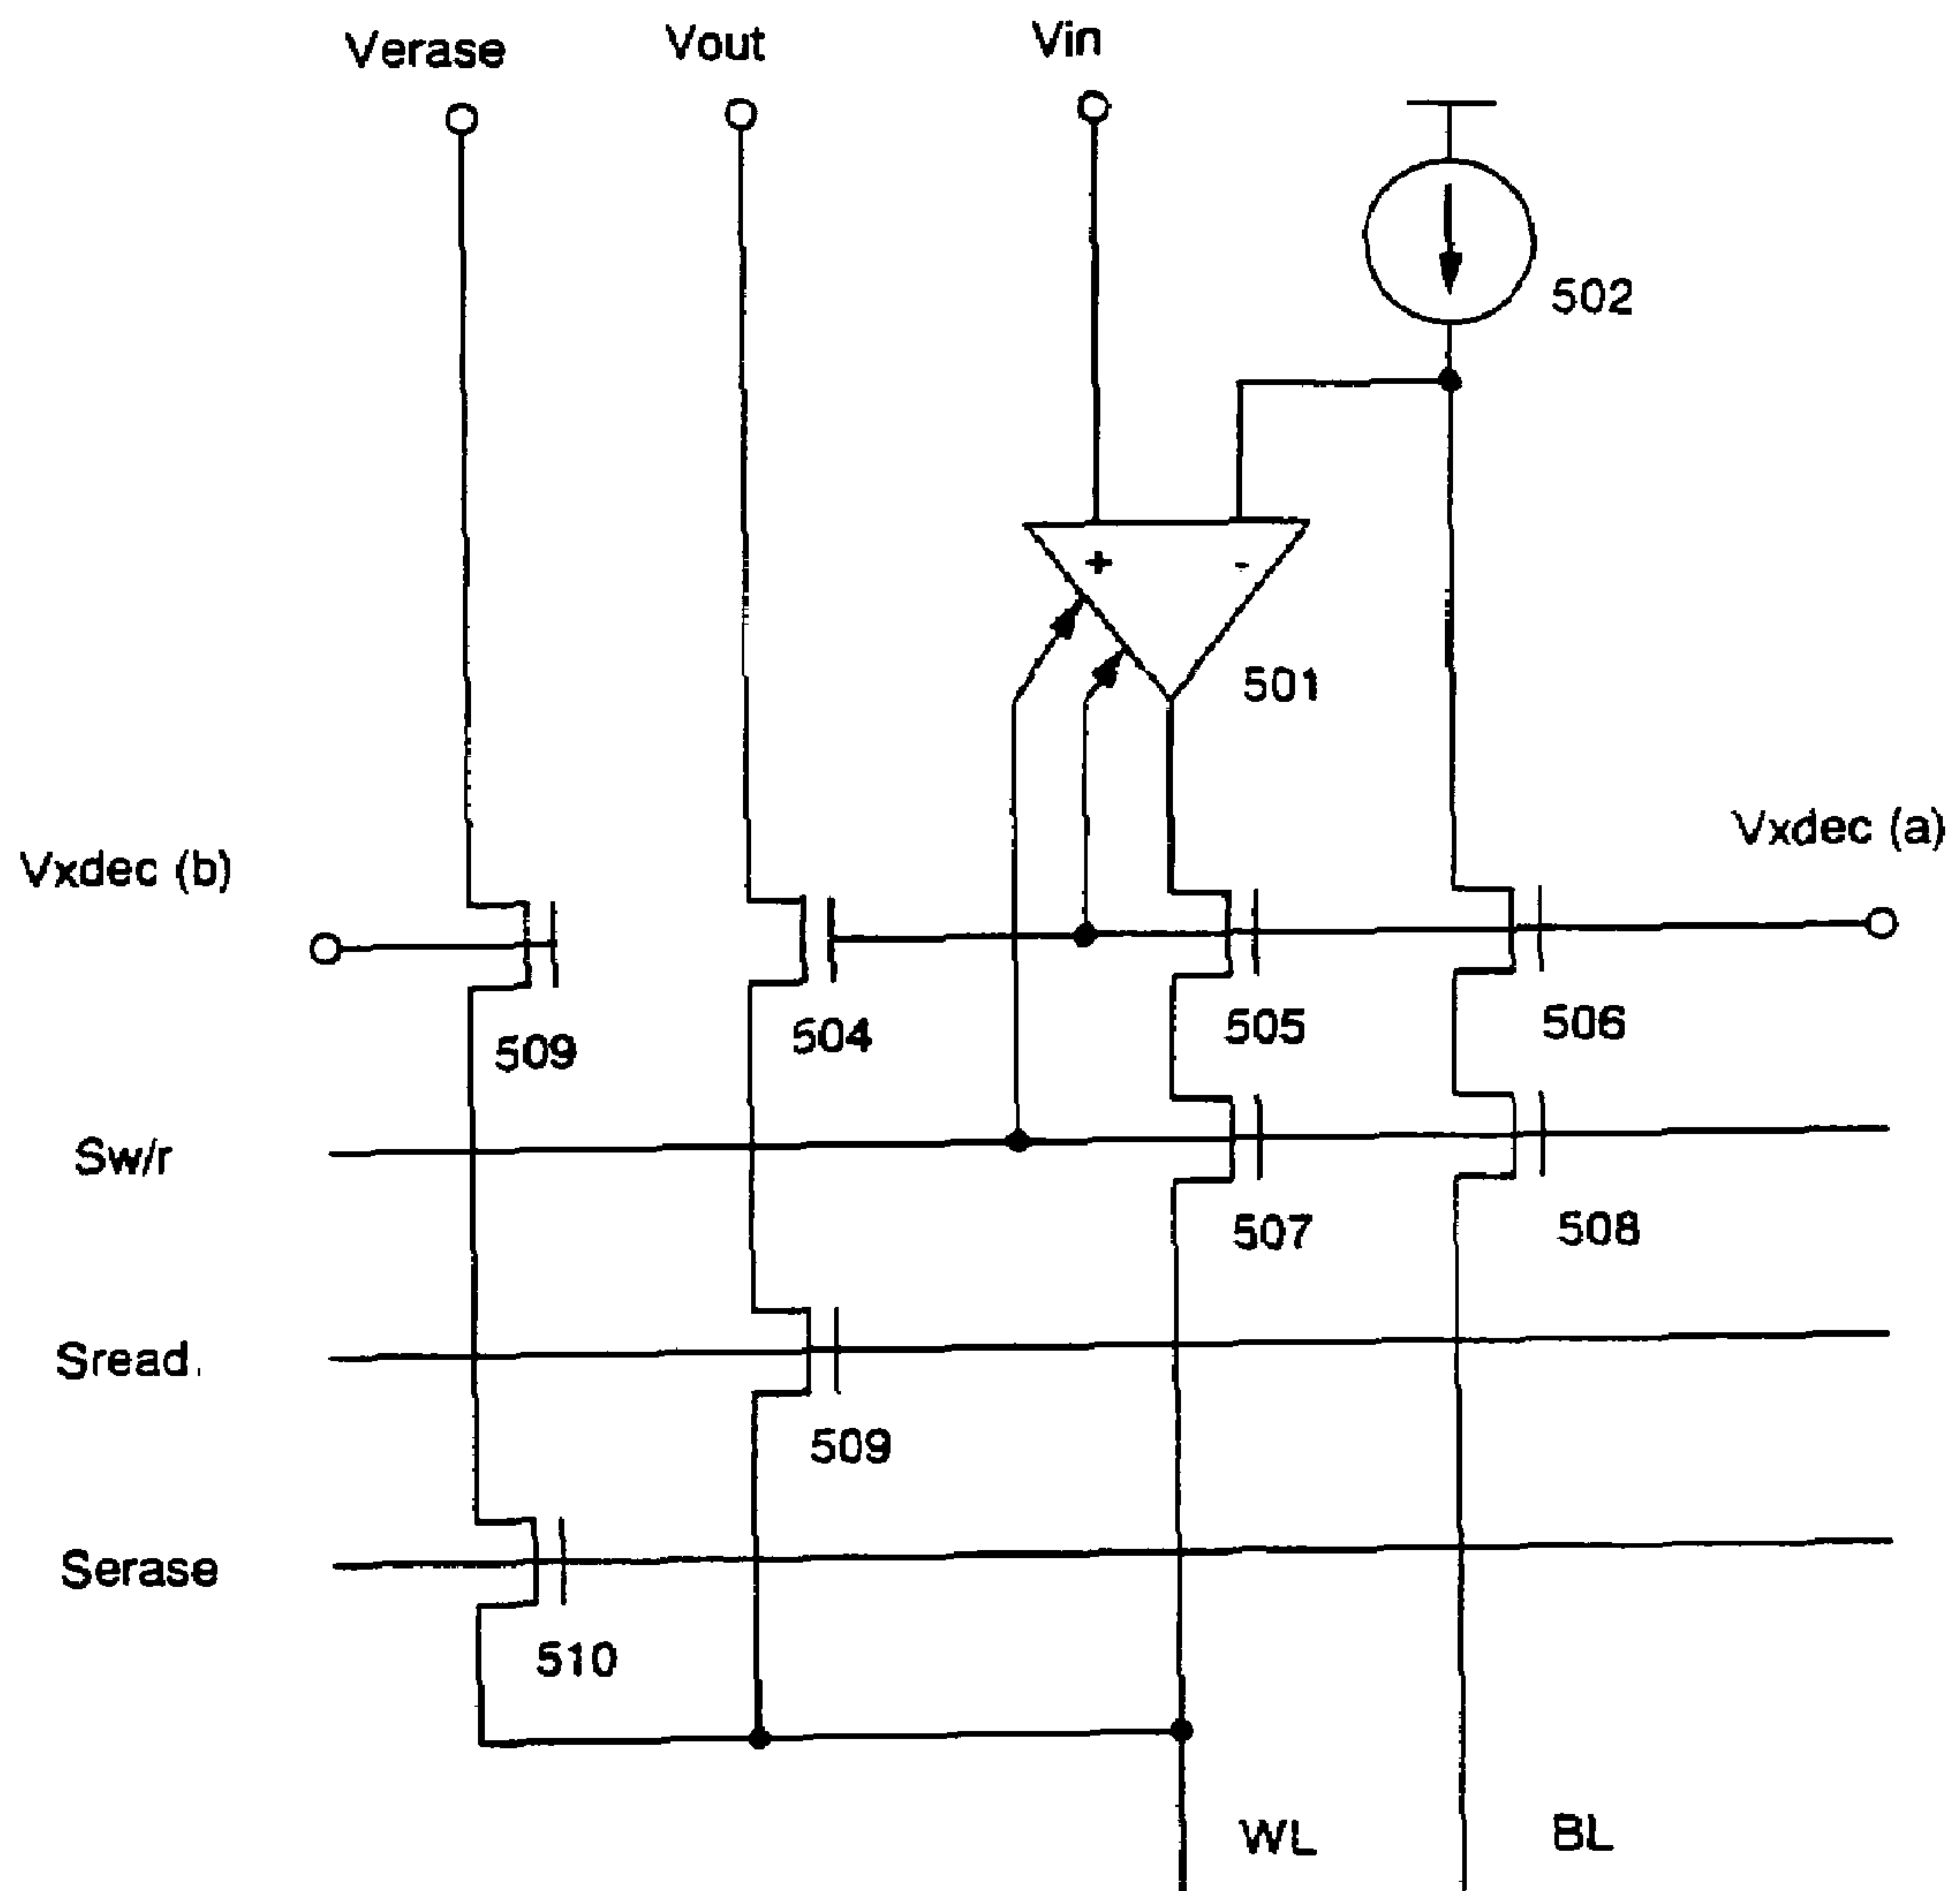 Verase
Vout
Vin
502
+
-
501
Vxdec (a)
Vxdec (b)
509
504
505
506
Sw/r
507
508
Sread.
509
Serase
510
WL
BL